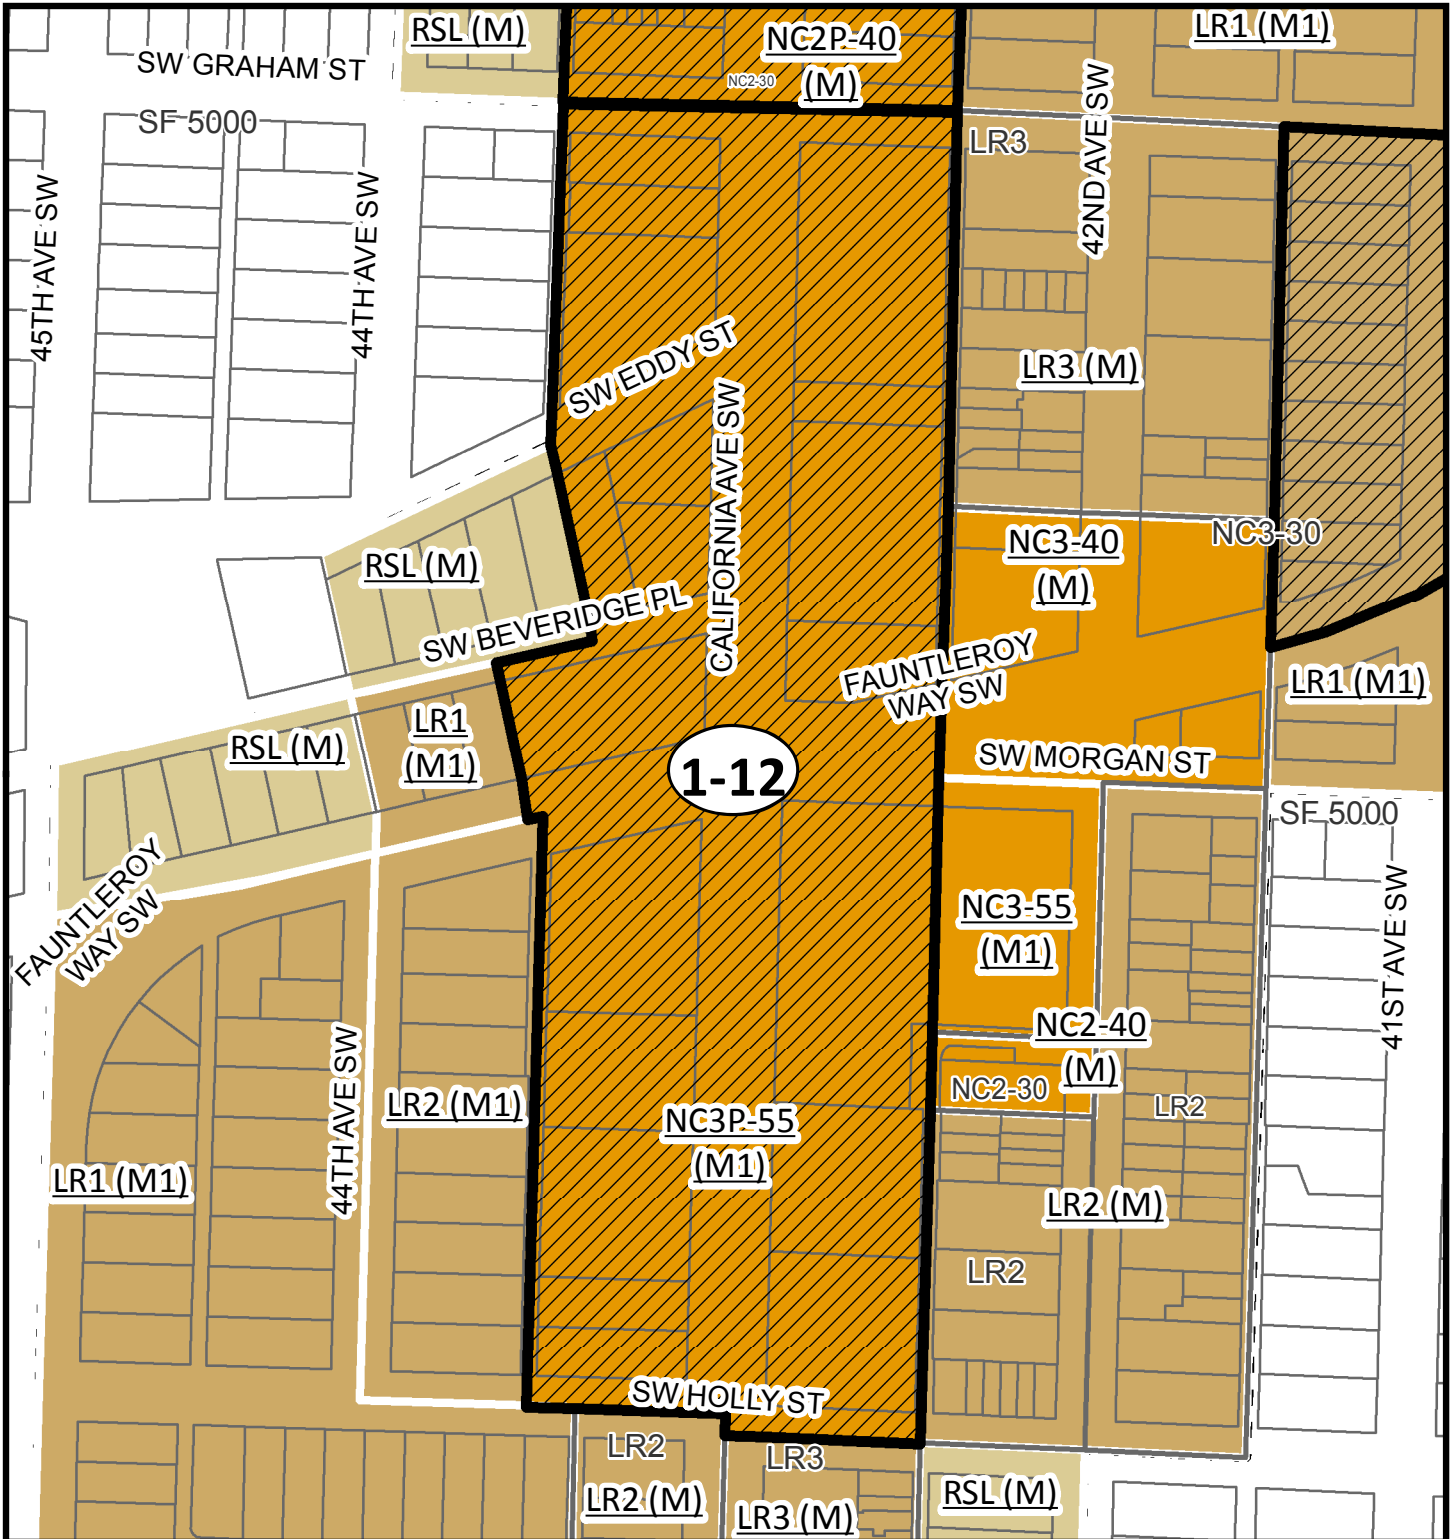 RSL (M)
NC2P-40
(M)
NC2-30
LR1 (M1)
SW GRAHAM ST
SF 5000
LR3
42ND AVE SW
45TH AVE SW
44TH AVE SW
SW EDDY ST
LR3 (M)
CALIFORNIA AVE SW
NC3-40
(M)
NC3-30
RSL (M)
SW BEVERIDGE PL
FAUNTLEROY
WAY SW
LR1 (M1)
LR1
(M1)
RSL (M)
1-12
SW MORGAN ST
SF 5000
FAUNTLEROY
WAY SW
NC3-55
(M1)
41ST AVE SW
NC2-40
(M)
NC2-30
LR2
44TH AVE SW
LR2 (M1)
NC3P-55
(M1)
LR1 (M1)
LR2 (M)
LR2
SW HOLLY ST
LR2
LR2 (M)
LR3
LR3 (M)
RSL (M)